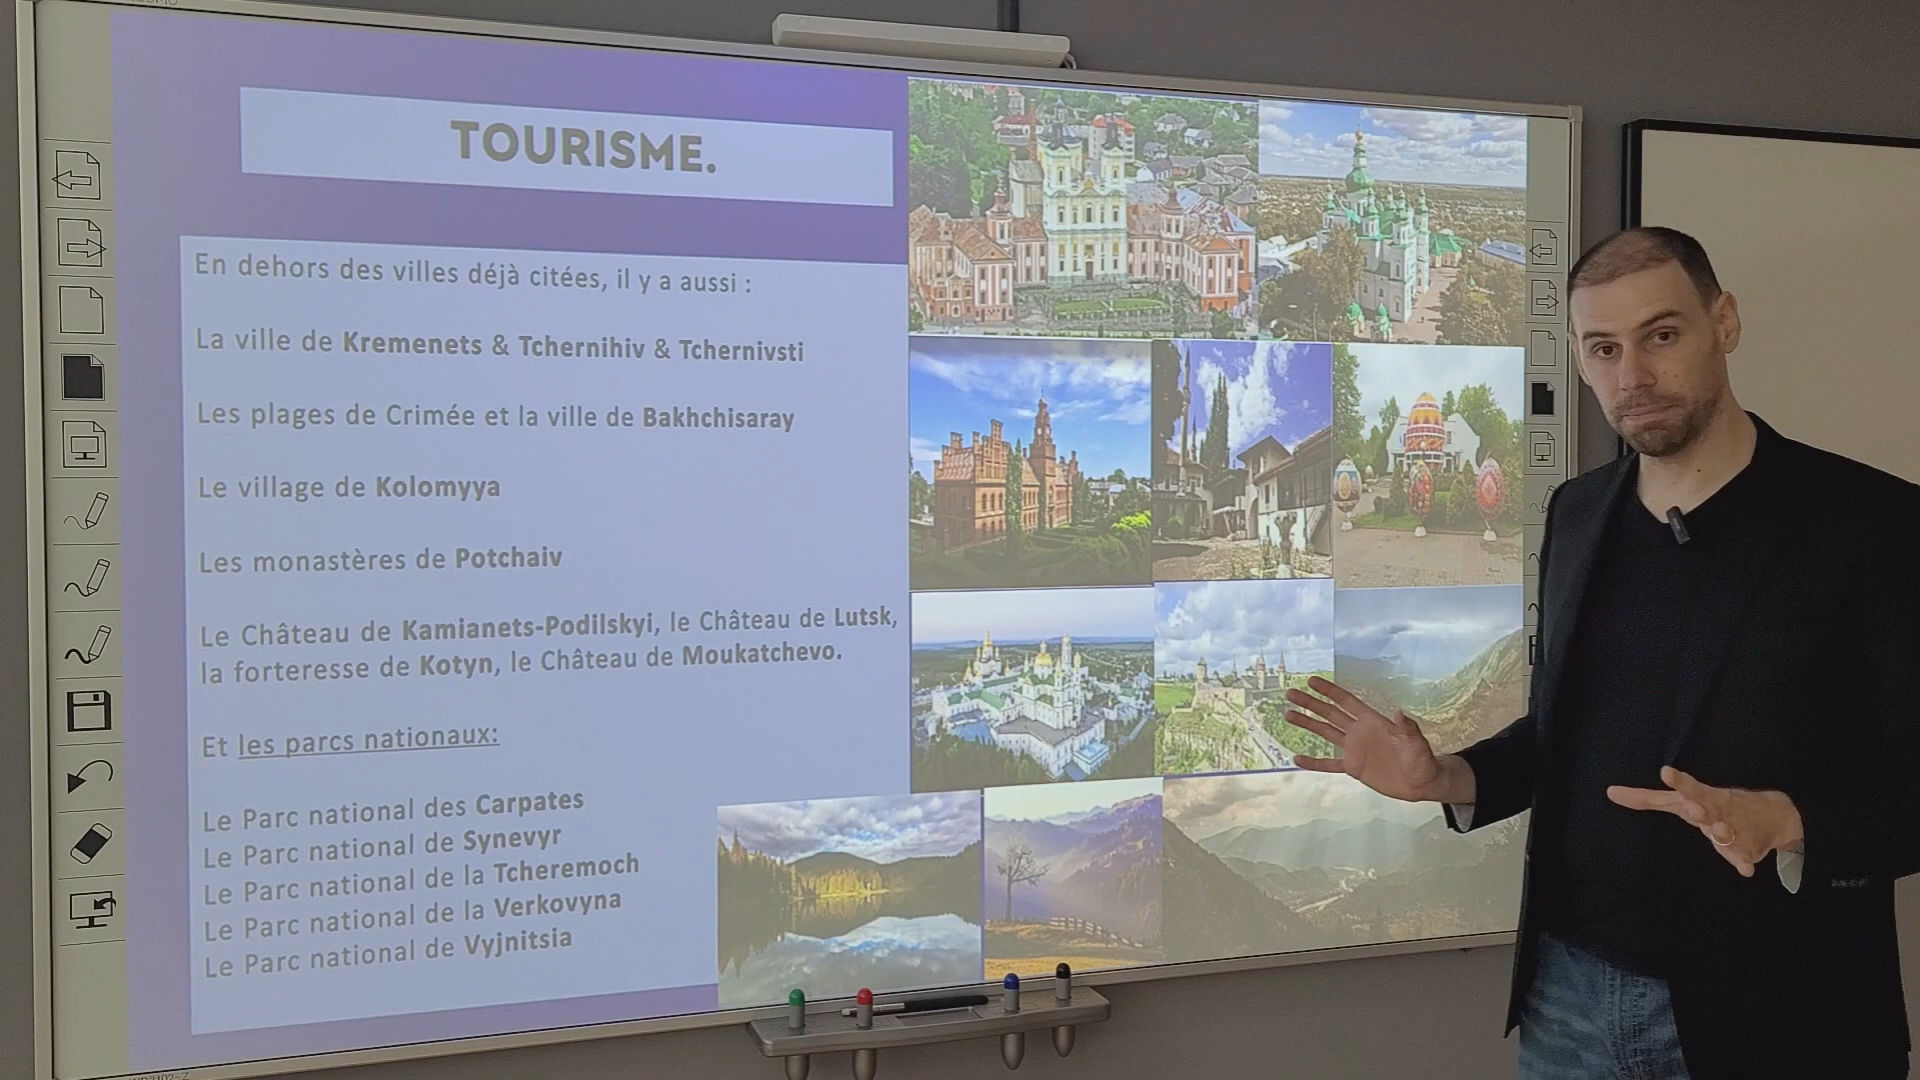 TOURISME.
En dehors des villes déjà citées, il y a aussi :
La ville de Kremenets & Tchernihiv & Tchernivsti
Les plages de Crimée et la ville de Bakhchisaray
Le village de Kolomyya
Les monastères de Potchaiv
Le Château de Kamianets-Podilskyi, le Château de Lutsk,
la forteresse de Kotyn, le Château de Moukatchevo.
Et les parcs nationaux:
Le Parc national des Carpates
Le Parc national de Synevyr
Le Parc national de la Tcheremoch
Le Parc national de la Verkovyna
Le Parc national de Vyjnitsia